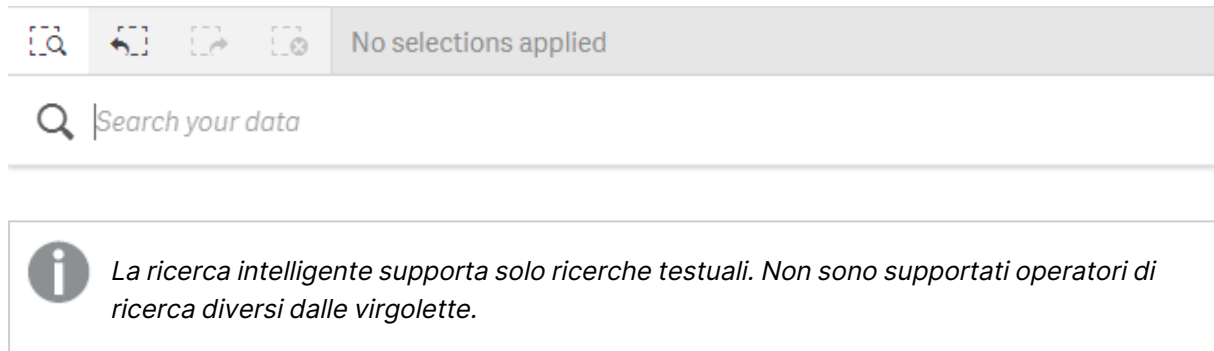 No selections applied
Search your data
La ricerca intelligente supporta solo ricerche testuali. Non sono supportati operatori di
ricerca diversi dalle virgolette.